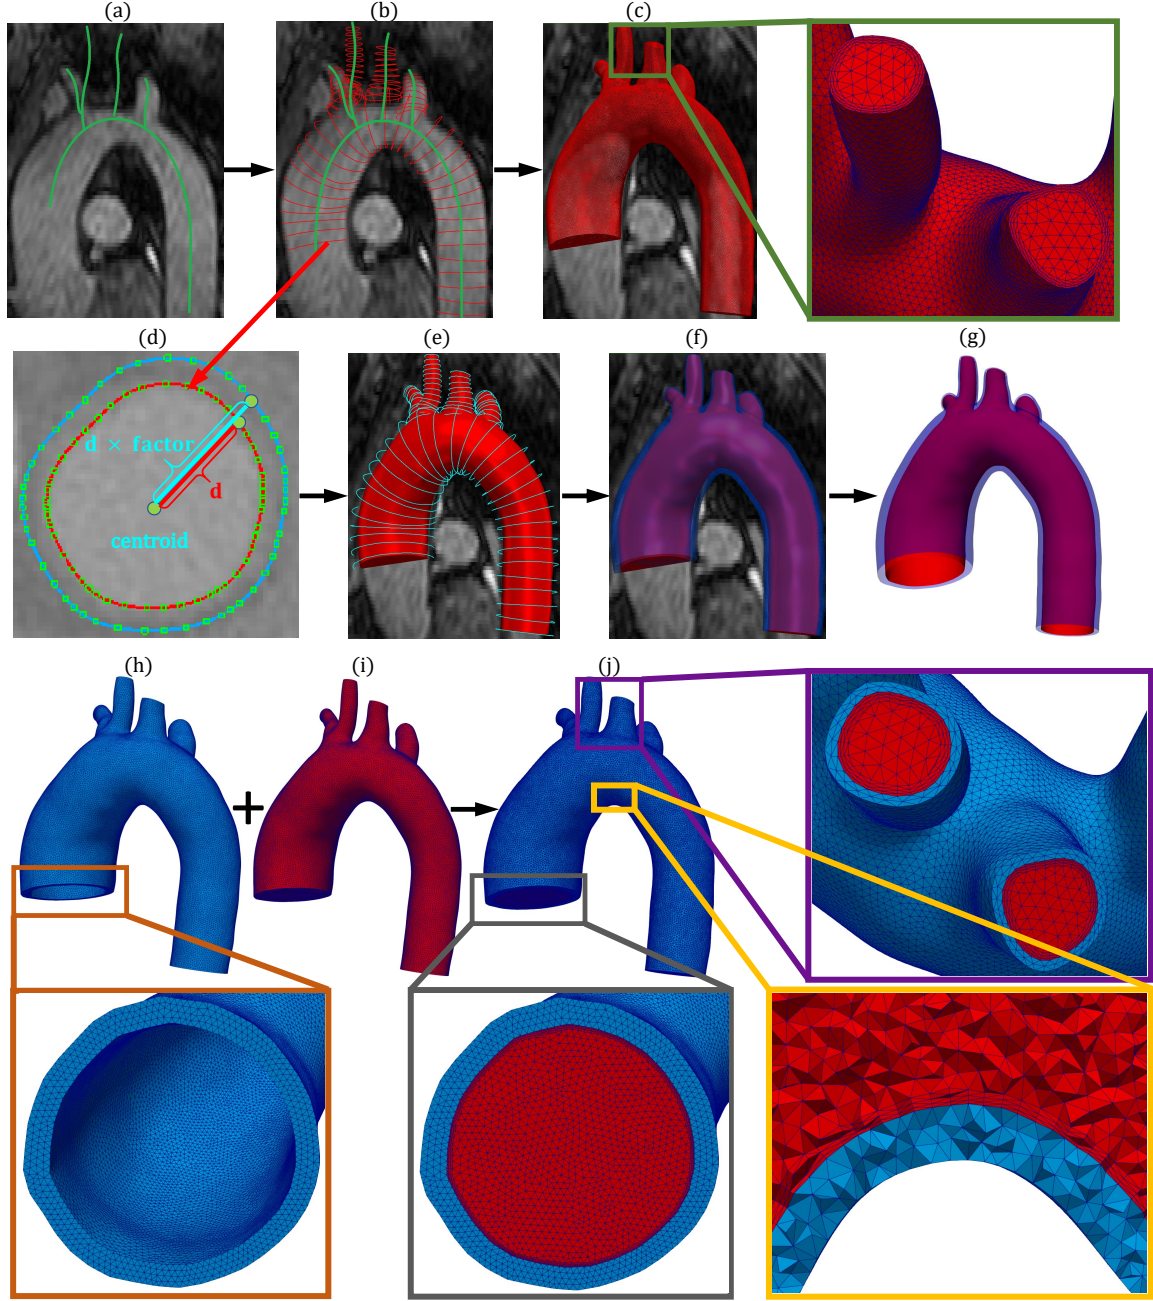 (a)
(b)
(c)
(d)
d × factor
d
centroid
(e)
(f)
(g)
(h)
(i)
(j)
+